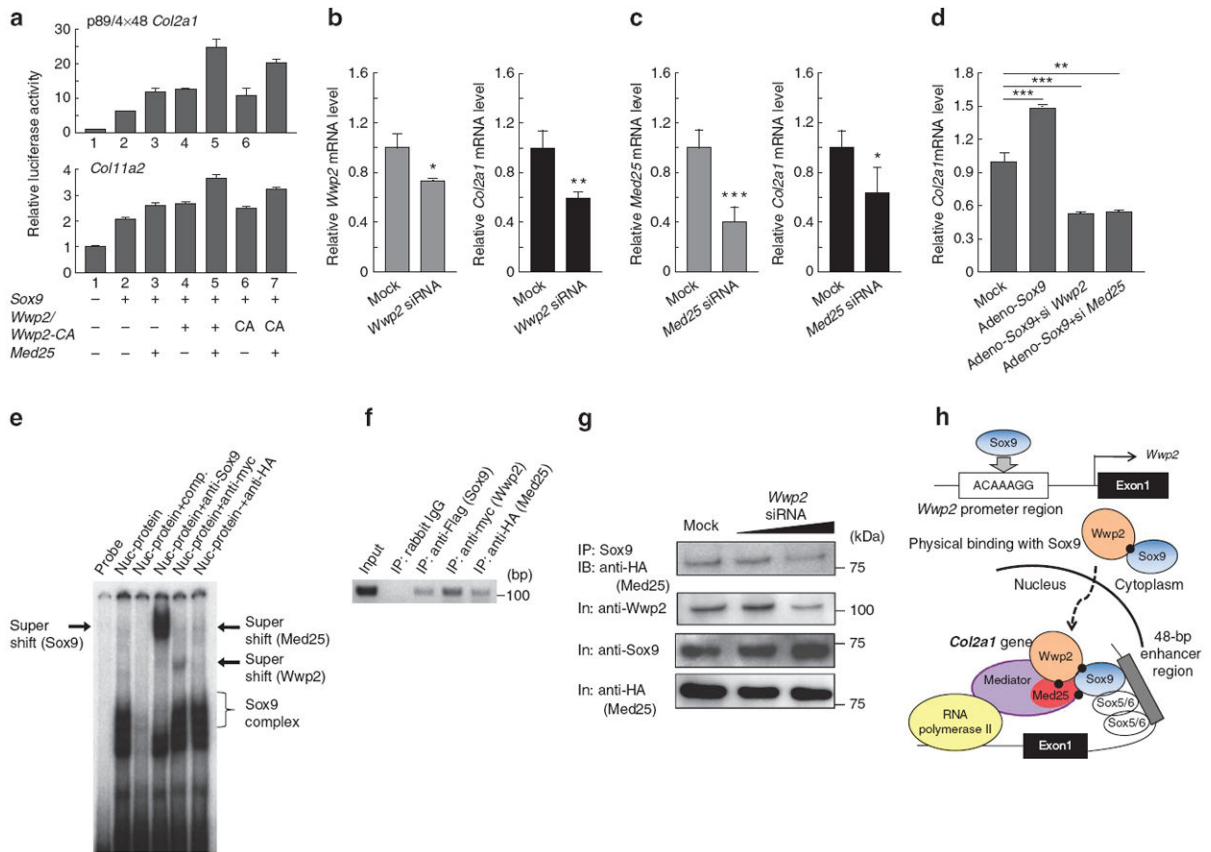 a
p89/4×48 Col2a1
Relative luciferase activity
30
20
10
0
1 2 3 4 5 6
Col11a2
4
3
2
1
0
1 2 3 4 5 6 7
Sox9 – + + + + + +
Wwp2/
Wwp2-CA – – – + + CA CA
Med25 – – + – + – +
b
Relative Wwp2 mRNA level
1.6
1.2
0.8
0.4
0
*
Mock
Wwp2 siRNA
Relative Col2a1 mRNA level
1.6
1.2
0.8
0.4
0
**
Mock
Wwp2 siRNA
c
Relative Med25 mRNA level
1.6
1.2
0.8
0.4
0
***
Mock
Med25 siRNA
Relative Col2a1 mRNA level
1.6
1.2
0.8
0.4
0
*
Mock
Med25 siRNA
d
Relative Col2a1mRNA level
1.8
1.5
1.2
0.9
0.6
0.3
0
**
***
***
Mock
Adeno-Sox9
Adeno-Sox9+si Wwp2
Adeno-Sox9+si Med25
e
Probe
Nuc-protein
Nuc-protein+comp.
Nuc-protein+anti-Sox9
Nuc-protein+anti-myc
Nuc-protein-+anti-HA
Super
shift (Sox9)
Super
shift (Med25)
Super
shift (Wwp2)
Sox9
complex
f
Input
IP: rabbit IgG
IP: anti-Flag (Sox9)
IP: anti-myc (Wwp2)
IP: anti-HA (Med25)
(bp)
100
g
Mock
Wwp2
siRNA
(kDa)
IP: Sox9
IB: anti-HA
(Med25)
75
In: anti-Wwp2
100
In: anti-Sox9
75
In: anti-HA
(Med25)
75
h
Sox9
Wwp2
ACAAAGG
Exon1
Wwp2 prometer region
Physical binding with Sox9
Wwp2
Sox9
Nucleus
Cytoplasm
Col2a1 gene
48-bp
enhancer
region
Wwp2
Mediator
Med25
Sox9
Sox5/6
Sox5/6
RNA
polymerase II
Exon1